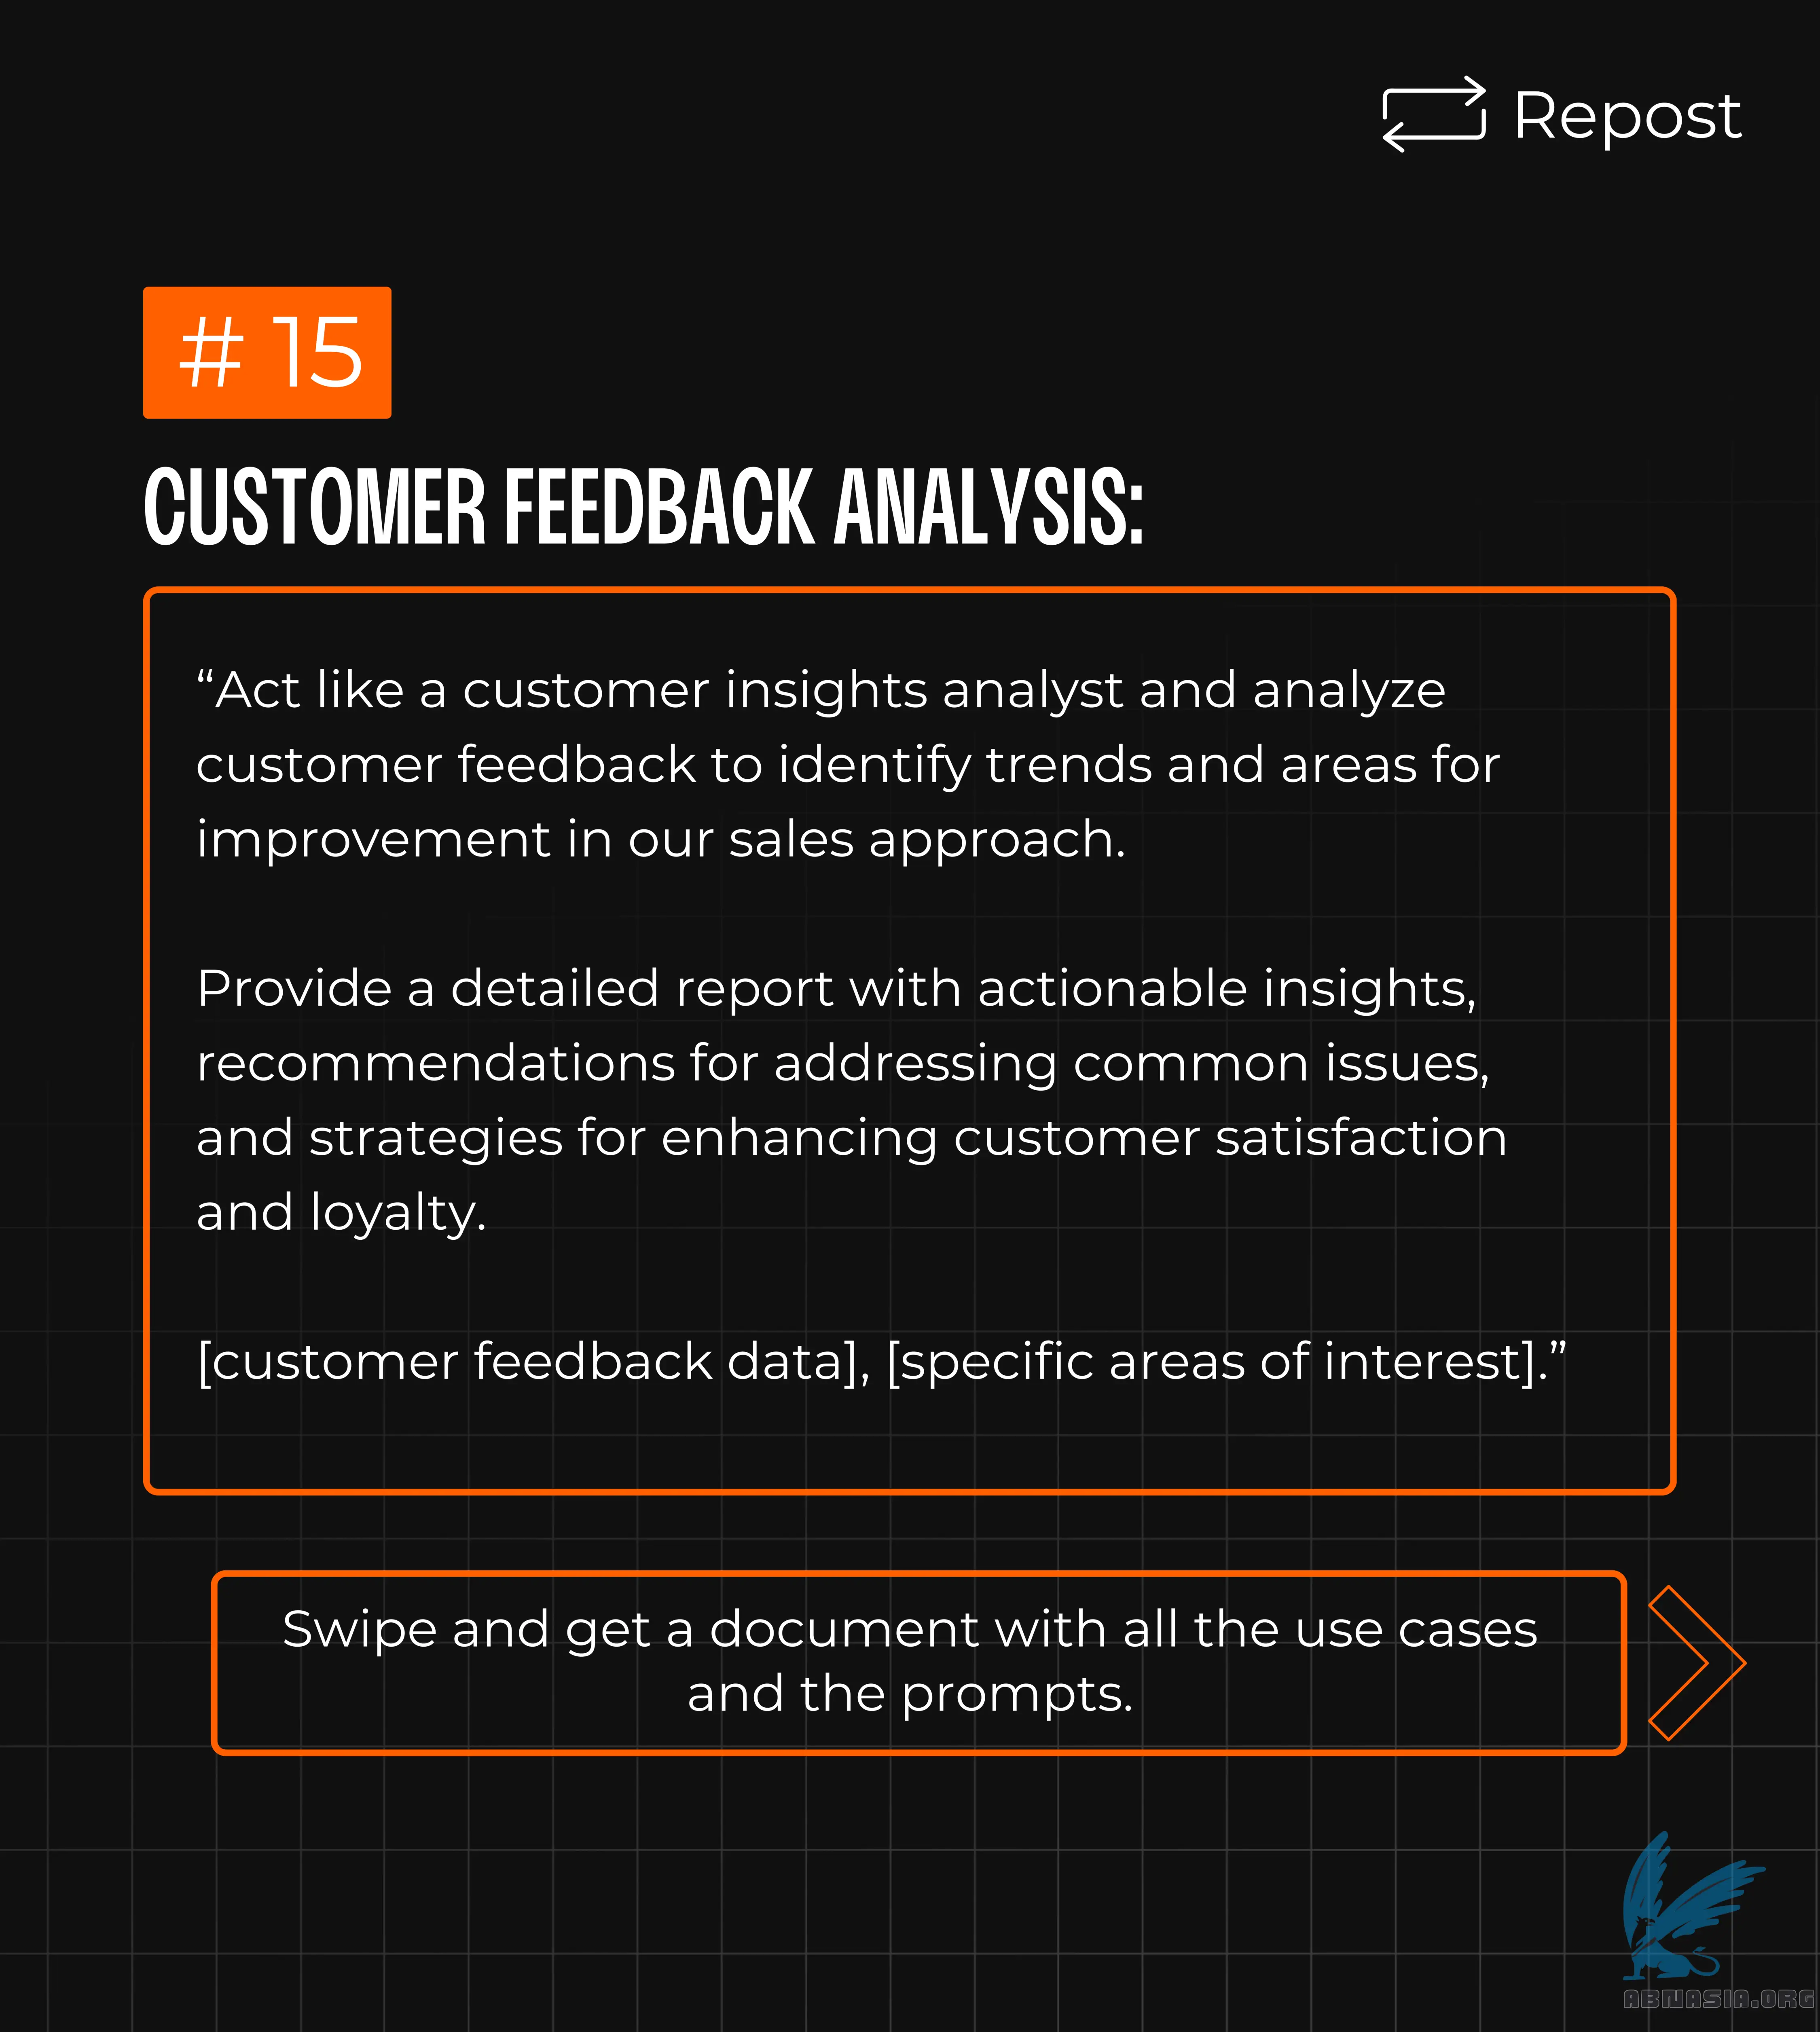 Repost
# 15
CUSTOMER FEEDBACK ANALYSIS:
“Act like a customer insights analyst and analyze
customer feedback to identify trends and areas for
improvement in our sales approach.
Provide a detailed report with actionable insights,
recommendations for addressing common issues,
and strategies for enhancing customer satisfaction
and loyalty.
[customer feedback data], [specific areas of interest].”
Swipe and get a document with all the use cases
and the prompts.
ABNASIA.ORG